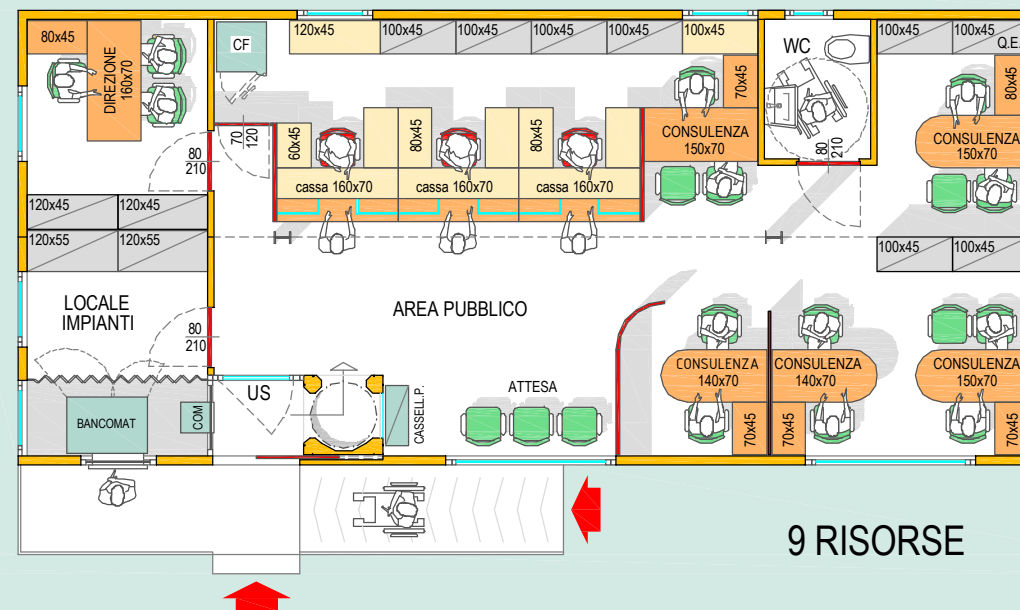 80x45
DIREZIONE
160x70
CF
120x45
100x45
100x45
100x45
100x45
100x45
WC
100x45
100x45
Q.E.
80x45
70x45
CONSULENZA
150x70
CONSULENZA
150x70
60x45
80x45
80x45
70
120
80
210
80
210
cassa 160x70
cassa 160x70
cassa 160x70
120x45
120x45
120x55
120x55
100x45
100x45
LOCALE
IMPIANTI
AREA PUBBLICO
80
210
CONSULENZA
140x70
CONSULENZA
140x70
CONSULENZA
150x70
US
ATTESA
CASSELL.P.
BANCOMAT
COM
70x45
70x45
70x45
9 RISORSE